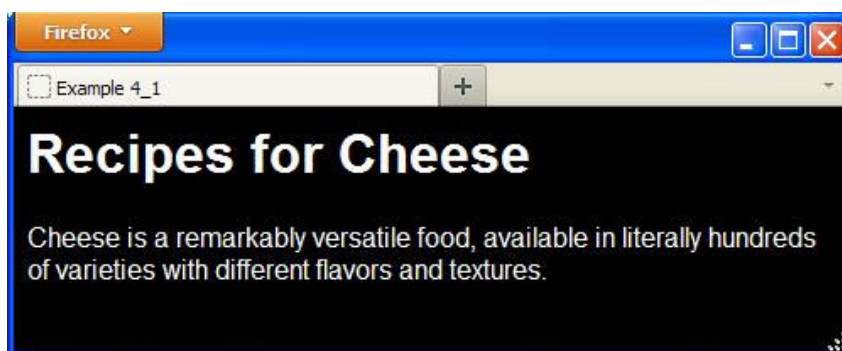 Firefox
Example 4_1
Recipes for Cheese
Cheese is a remarkably versatile food, available in literally hundreds
of varieties with different flavors and textures.